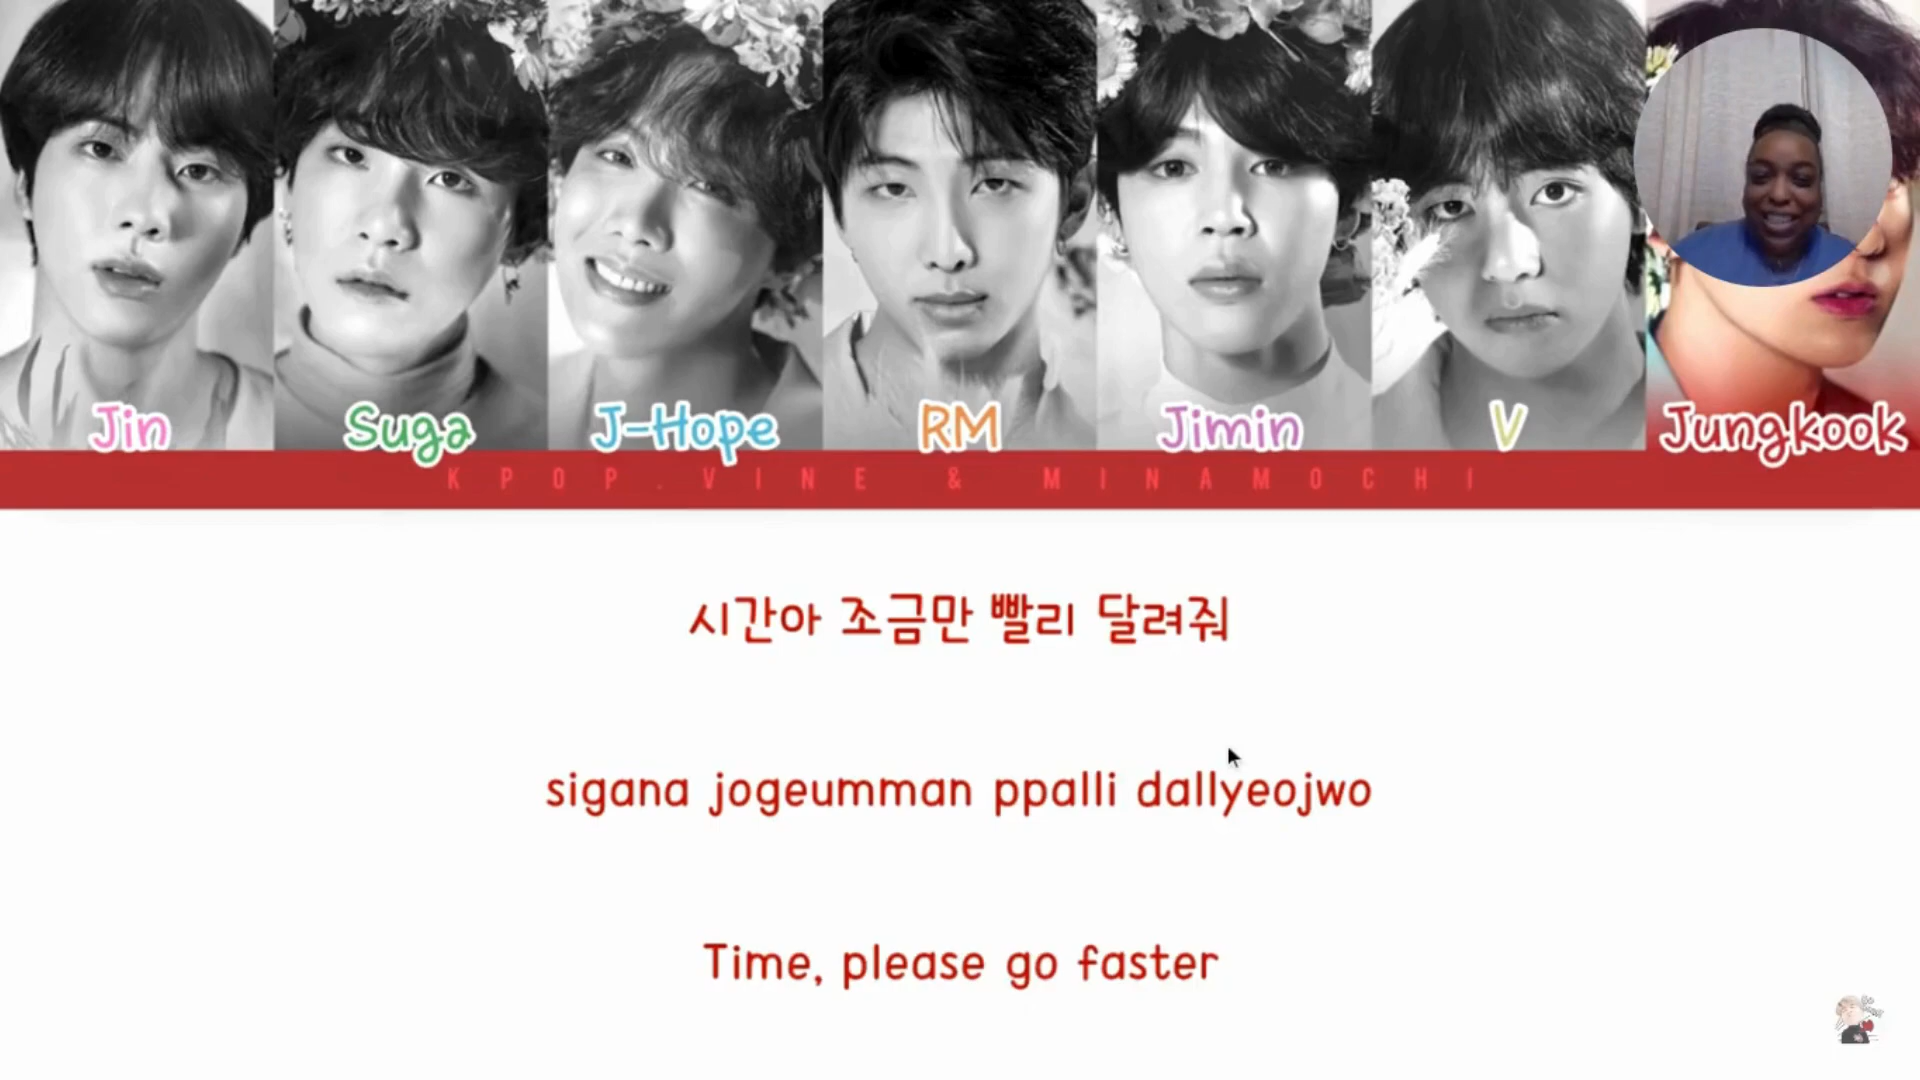 Jin Suga J-Hope RM Jimin V Jungkook
KPOP.VINE & MINAMOCHI
시간아 조금만 빨리 달려줘
sigana jogeumman ppalli dallyeojwo
Time, please go faster